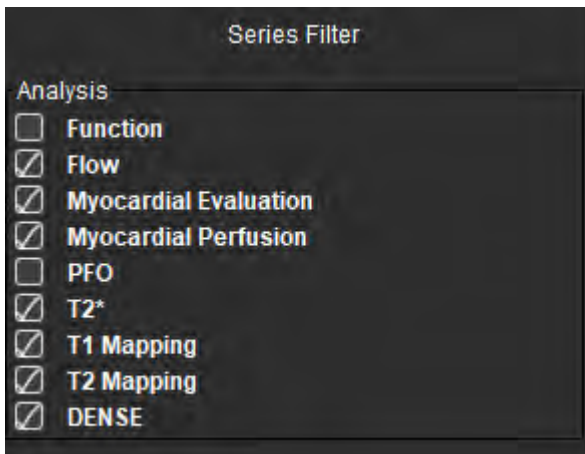 Series Filter
Analysis
Function
Flow
Myocardial Evaluation
Myocardial Perfusion
PFO
T2*
T1 Mapping
T2 Mapping
DENSE